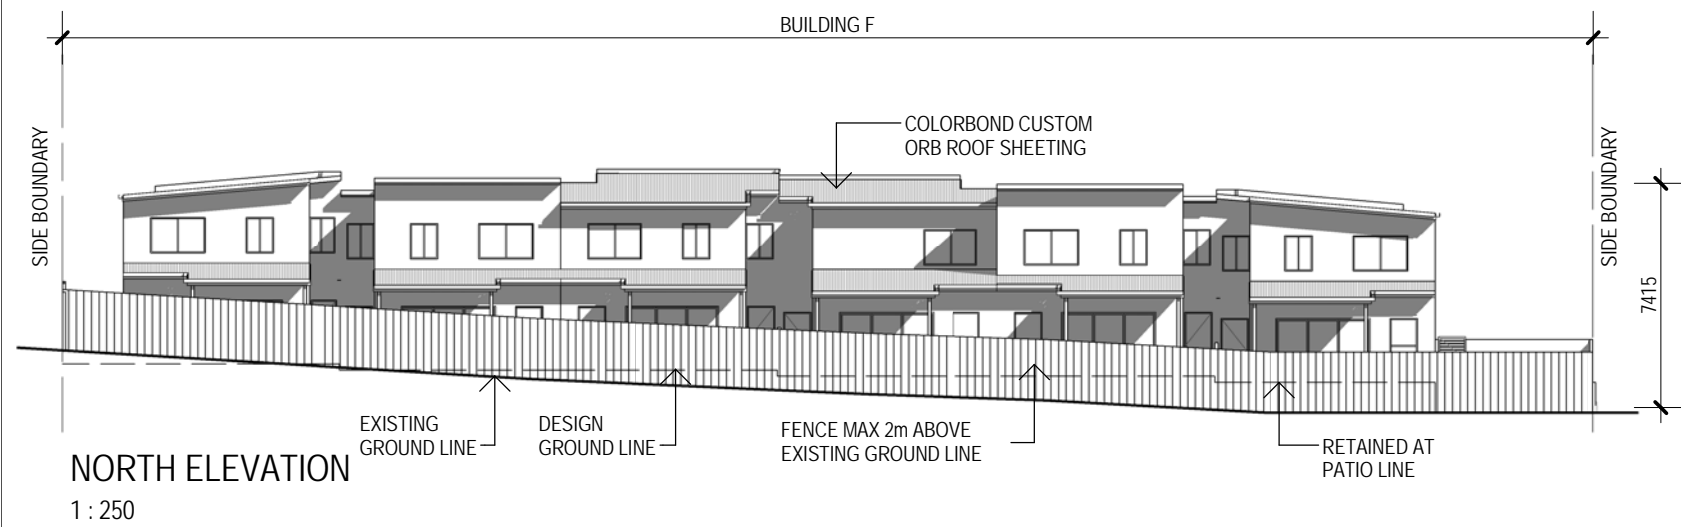 BUILDING F
COLORBOND CUSTOM
ORB ROOF SHEETING
SIDE BOUNDARY
SIDE BOUNDARY
7415
EXISTING
GROUND LINE
DESIGN
GROUND LINE
FENCE MAX 2m ABOVE
EXISTING GROUND LINE
RETAINED AT
PATIO LINE
NORTH ELEVATION
1 : 250